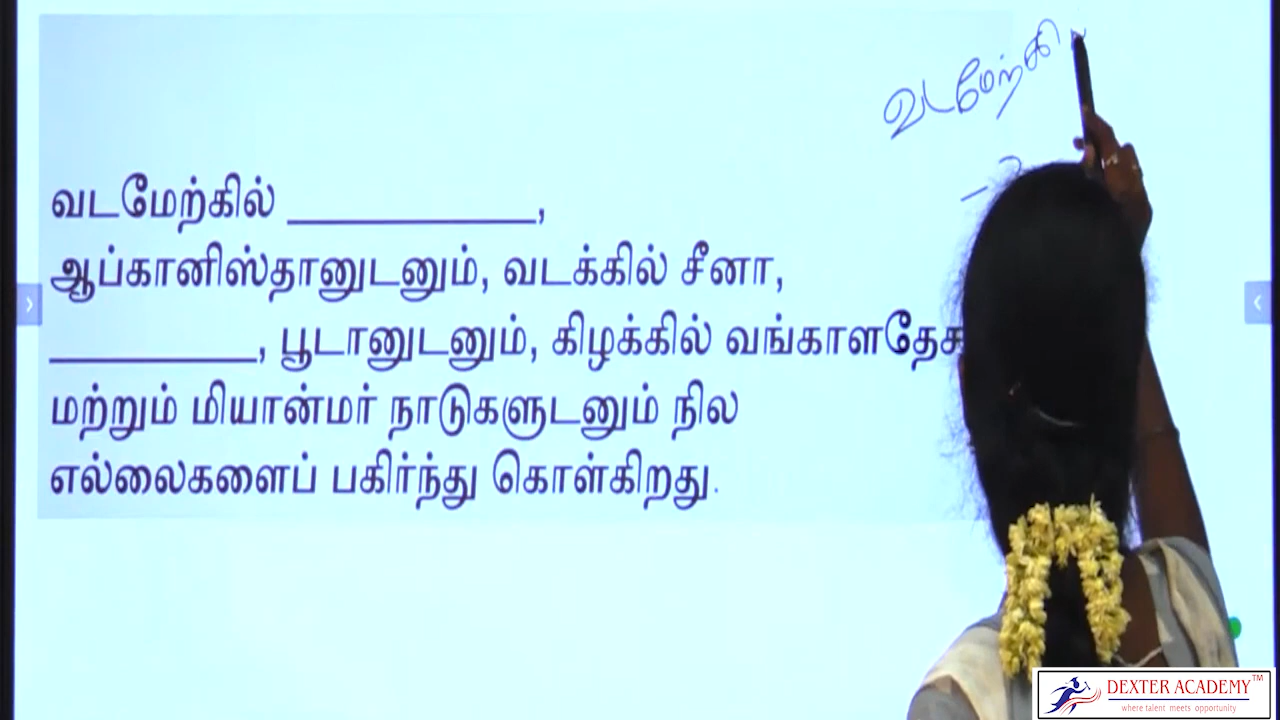 வடமேற்கி
வடமேற்கில் ____________,
ஆப்கானிஸ்தானுடனும், வடக்கில் சீனா,
__________, பூடானுடனும், கிழக்கில் வங்காளதேச
மற்றும் மியான்மர் நாடுகளுடனும் நில
எல்லைகளைப் பகிர்ந்து கொள்கிறது.
DEXTER ACADEMY™
where talent meets opportunity